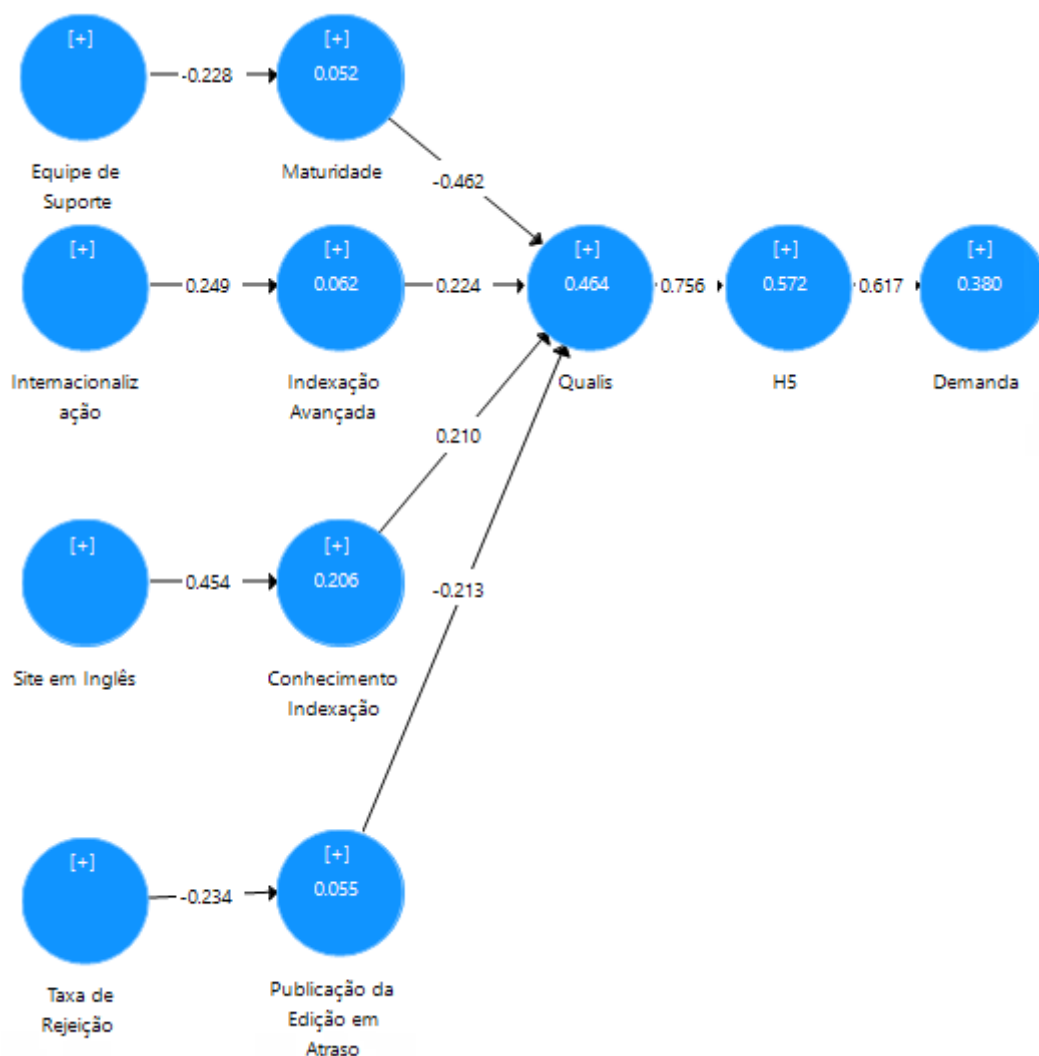 [+]
-0.228
[+]
0.052
Equipe de
Suporte
Maturidade
-0.462
[+]
0.249
[+]
0.062
0.224
[+]
0.464
0.756
[+]
0.572
0.617
[+]
0.380
Internacionaliz
ação
Indexação
Avançada
Qualis
H5
Demanda
0.210
[+]
0.454
[+]
0.206
-0.213
Site em Inglês
Conhecimento
Indexação
[+]
-0.234
[+]
0.055
Taxa de
Rejeição
Publicação da
Edição em
Atraso